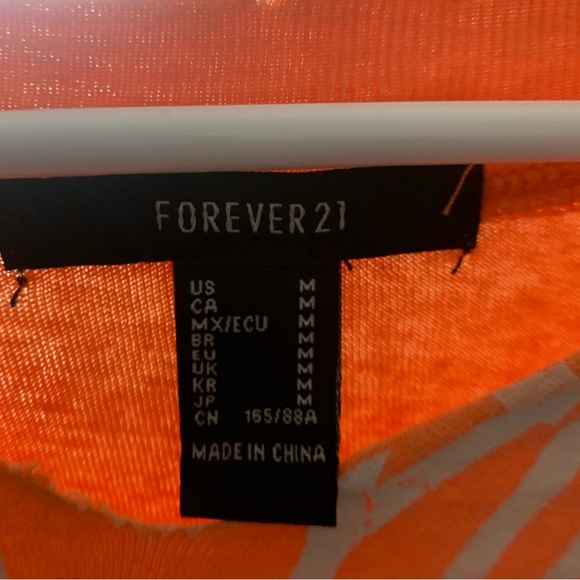 FOREVER 21
US M
CA M
MX/ECU M
BR M
EU M
UK M
KR M
JP M
CN 165/88A
MADE IN CHINA